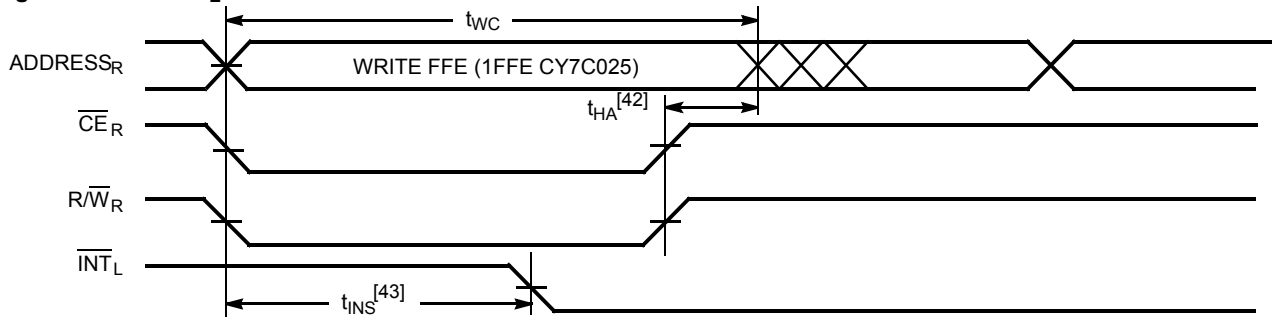 tWC
ADDRESSR
WRITE FFE (1FFE CY7C025)
tHA[42]
CER
R/WR
INTL
tINS[43]